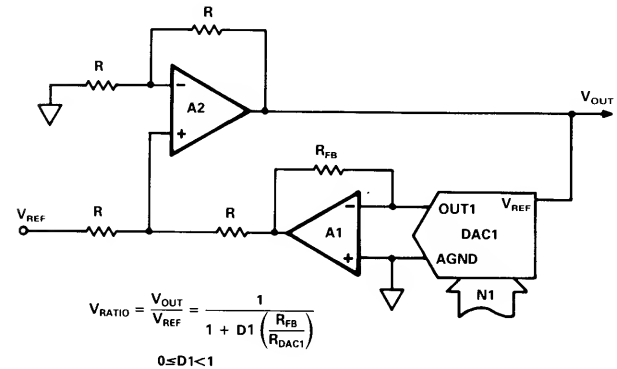 R
R
−
A2
+
V_OUT
R_FB
V_REF
R
R
−
A1
+
OUT1
V_REF
DAC1
AGND
N1
V_RATIO = V_OUT / V_REF = 1 / (1 + D1 (R_FB / R_DAC1))
0≤D1<1